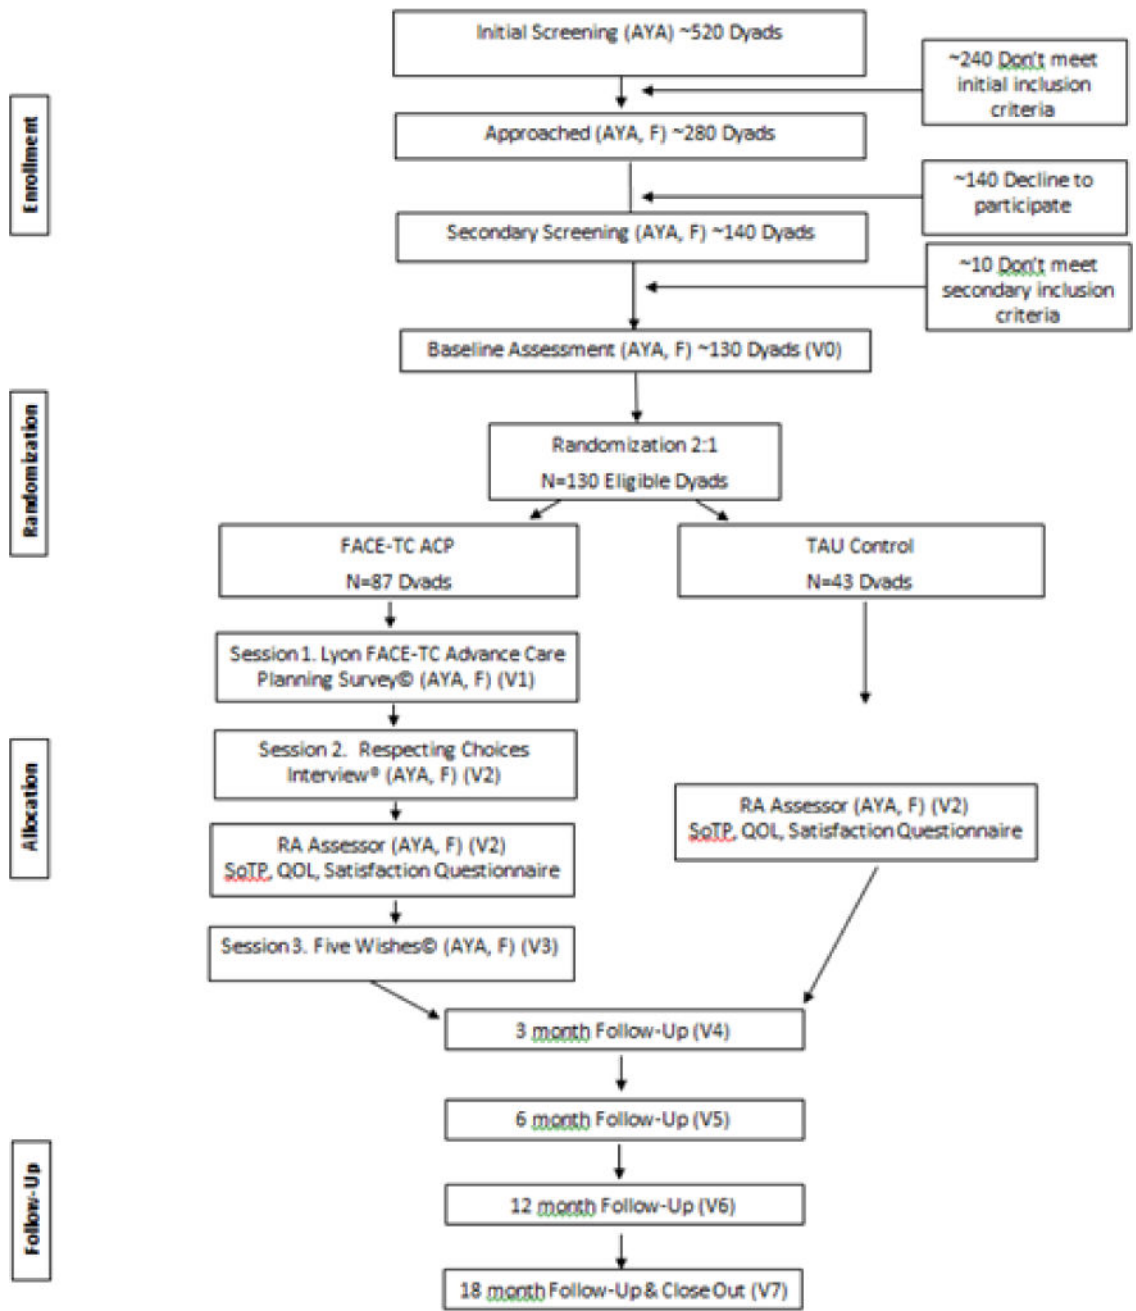 Initial Screening (AYA) ~520 Dyads
~240 Don't meet
initial inclusion
criteria
Enrollment
Approached (AYA, F) ~280 Dyads
~140 Decline to
participate
Secondary Screening (AYA, F) ~140 Dyads
~10 Don't meet
secondary inclusion
criteria
Baseline Assessment (AYA, F) ~130 Dyads (V0)
Randomization
Randomization 2:1
N=130 Eligible Dyads
FACE-TC ACP
N=87 Dyads
TAU Control
N=43 Dyads
Session 1. Lyon FACE-TC Advance Care
Planning Survey© (AYA, F) (V1)
Allocation
Session 2. Respecting Choices
Interview® (AYA, F) (V2)
RA Assessor (AYA, F) (V2)
SoTP, QOL, Satisfaction Questionnaire
RA Assessor (AYA, F) (V2)
SoTP, QOL, Satisfaction Questionnaire
Session 3. Five Wishes© (AYA, F) (V3)
3 month Follow-Up (V4)
6 month Follow-Up (V5)
Follow-Up
12 month Follow-Up (V6)
18 month Follow-Up & Close Out (V7)